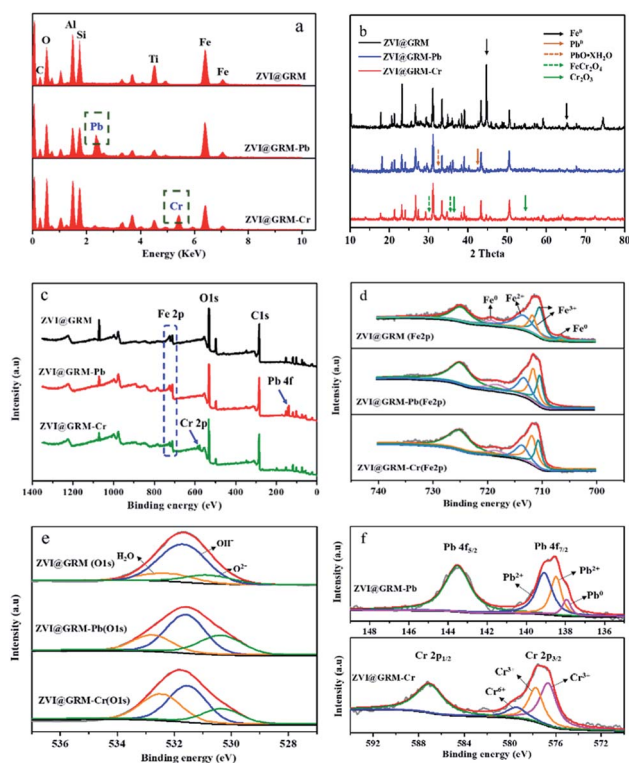 a
C
O
Al
Si
Ti
Fe
Fe
ZVI@GRM
Pb
ZVI@GRM-Pb
Cr
ZVI@GRM-Cr
0
2
4
6
8
10
Energy (KeV)
b
ZVI@GRM
ZVI@GRM-Pb
ZVI@GRM-Cr
Fe⁰
Pb⁰
PbO•XH₂O
FeCr₂O₄
Cr₂O₃
10
20
30
40
50
60
70
80
2 Theta
c
Intensity (a.u)
ZVI@GRM
Fe 2p
O1s
C1s
ZVI@GRM-Pb
Pb 4f
Cr 2p
ZVI@GRM-Cr
1400
1200
1000
800
600
400
200
0
Binding energy (eV)
d
Intensity (a.u)
Fe⁰
Fe²⁺
Fe³⁺
Fe⁰
ZVI@GRM (Fe2p)
ZVI@GRM-Pb(Fe2p)
ZVI@GRM-Cr(Fe2p)
740
730
720
710
700
Binding energy (eV)
e
Intensity (a.u)
H₂O
OH⁻
O²⁻
ZVI@GRM (O1s)
ZVI@GRM-Pb(O1s)
ZVI@GRM-Cr(O1s)
536
534
532
530
528
Binding energy (eV)
f
Intensity (a.u)
Pb 4f₅/₂
Pb 4f₇/₂
ZVI@GRM-Pb
Pb²⁺
Pb²⁺
Pb⁰
148
146
144
142
140
138
136
Cr 2p₁/₂
Cr 2p₃/₂
ZVI@GRM-Cr
Cr⁶⁺
592
588
584
580
576
572
Binding energy (eV)